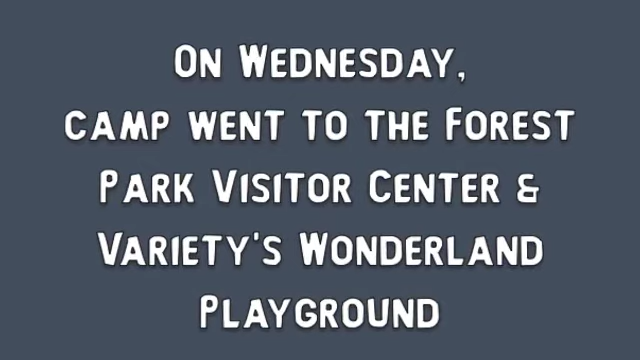 On Wednesday,
camp went to the Forest
Park Visitor Center &
Variety's Wonderland
Playground